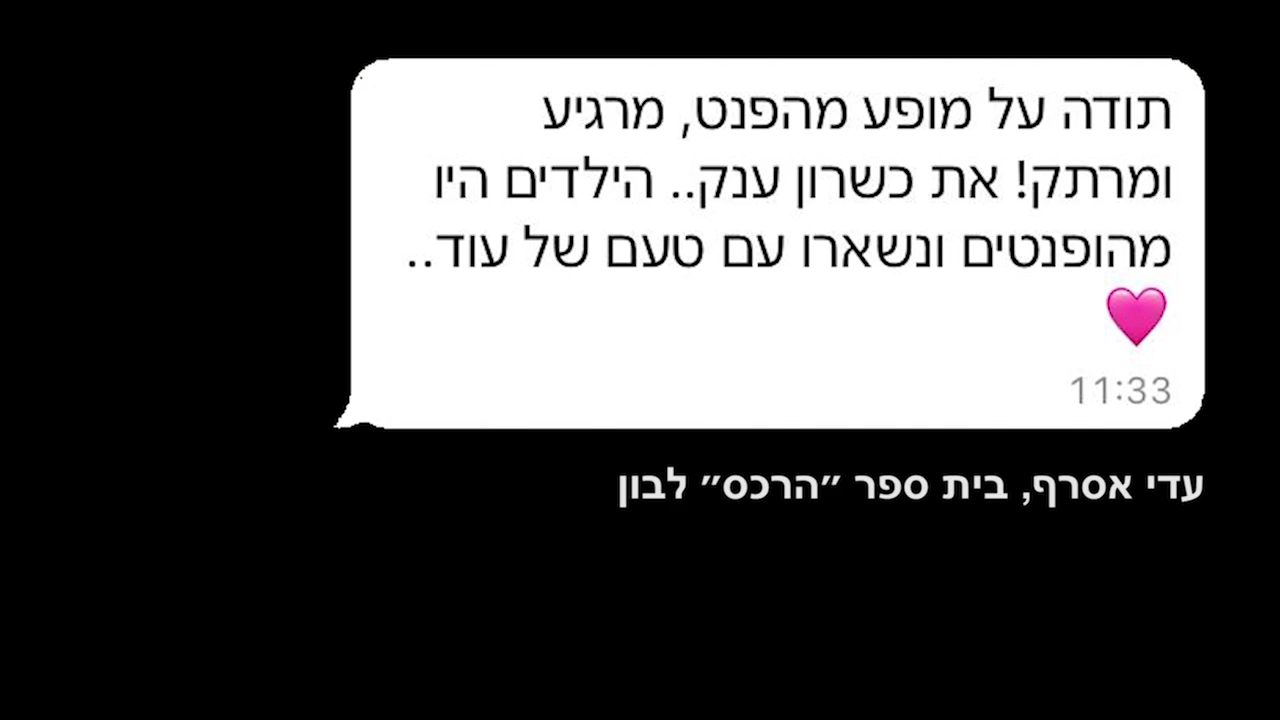 תודה על מופע מהפנט, מרגיע
ומרתק! את כשרון ענק.. הילדים היו
מהופנטים ונשארו עם טעם של עוד..
🩷
11:33
עדי אסרף, בית ספר ״הרכס״ לבון